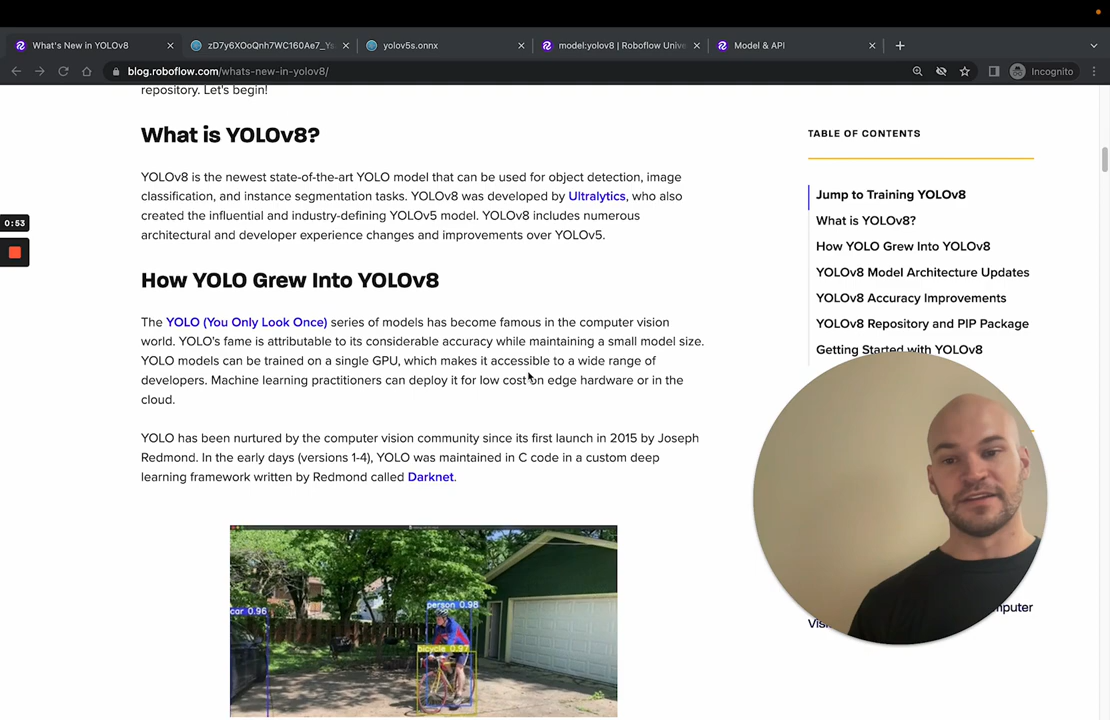 What's New in YOLOv8
zD7y6XOoQnh7WC160Ae7_Ys
yolov5s.onnx
model:yolov8 | Roboflow Unive
Model & API
blog.roboflow.com/whats-new-in-yolov8/
Incognito
repository. Let's begin!
What is YOLOv8?
YOLOv8 is the newest state-of-the-art YOLO model that can be used for object detection, image
classification, and instance segmentation tasks. YOLOv8 was developed by Ultralytics, who also
created the influential and industry-defining YOLOv5 model. YOLOv8 includes numerous
architectural and developer experience changes and improvements over YOLOv5.
How YOLO Grew Into YOLOv8
The YOLO (You Only Look Once) series of models has become famous in the computer vision
world. YOLO's fame is attributable to its considerable accuracy while maintaining a small model size.
YOLO models can be trained on a single GPU, which makes it accessible to a wide range of
developers. Machine learning practitioners can deploy it for low cost on edge hardware or in the
cloud.
YOLO has been nurtured by the computer vision community since its first launch in 2015 by Joseph
Redmond. In the early days (versions 1-4), YOLO was maintained in C code in a custom deep
learning framework written by Redmond called Darknet.
car 0.96
person 0.98
bicycle 0.97
TABLE OF CONTENTS
Jump to Training YOLOv8
What is YOLOv8?
How YOLO Grew Into YOLOv8
YOLOv8 Model Architecture Updates
YOLOv8 Accuracy Improvements
YOLOv8 Repository and PIP Package
Getting Started with YOLOv8
0:53